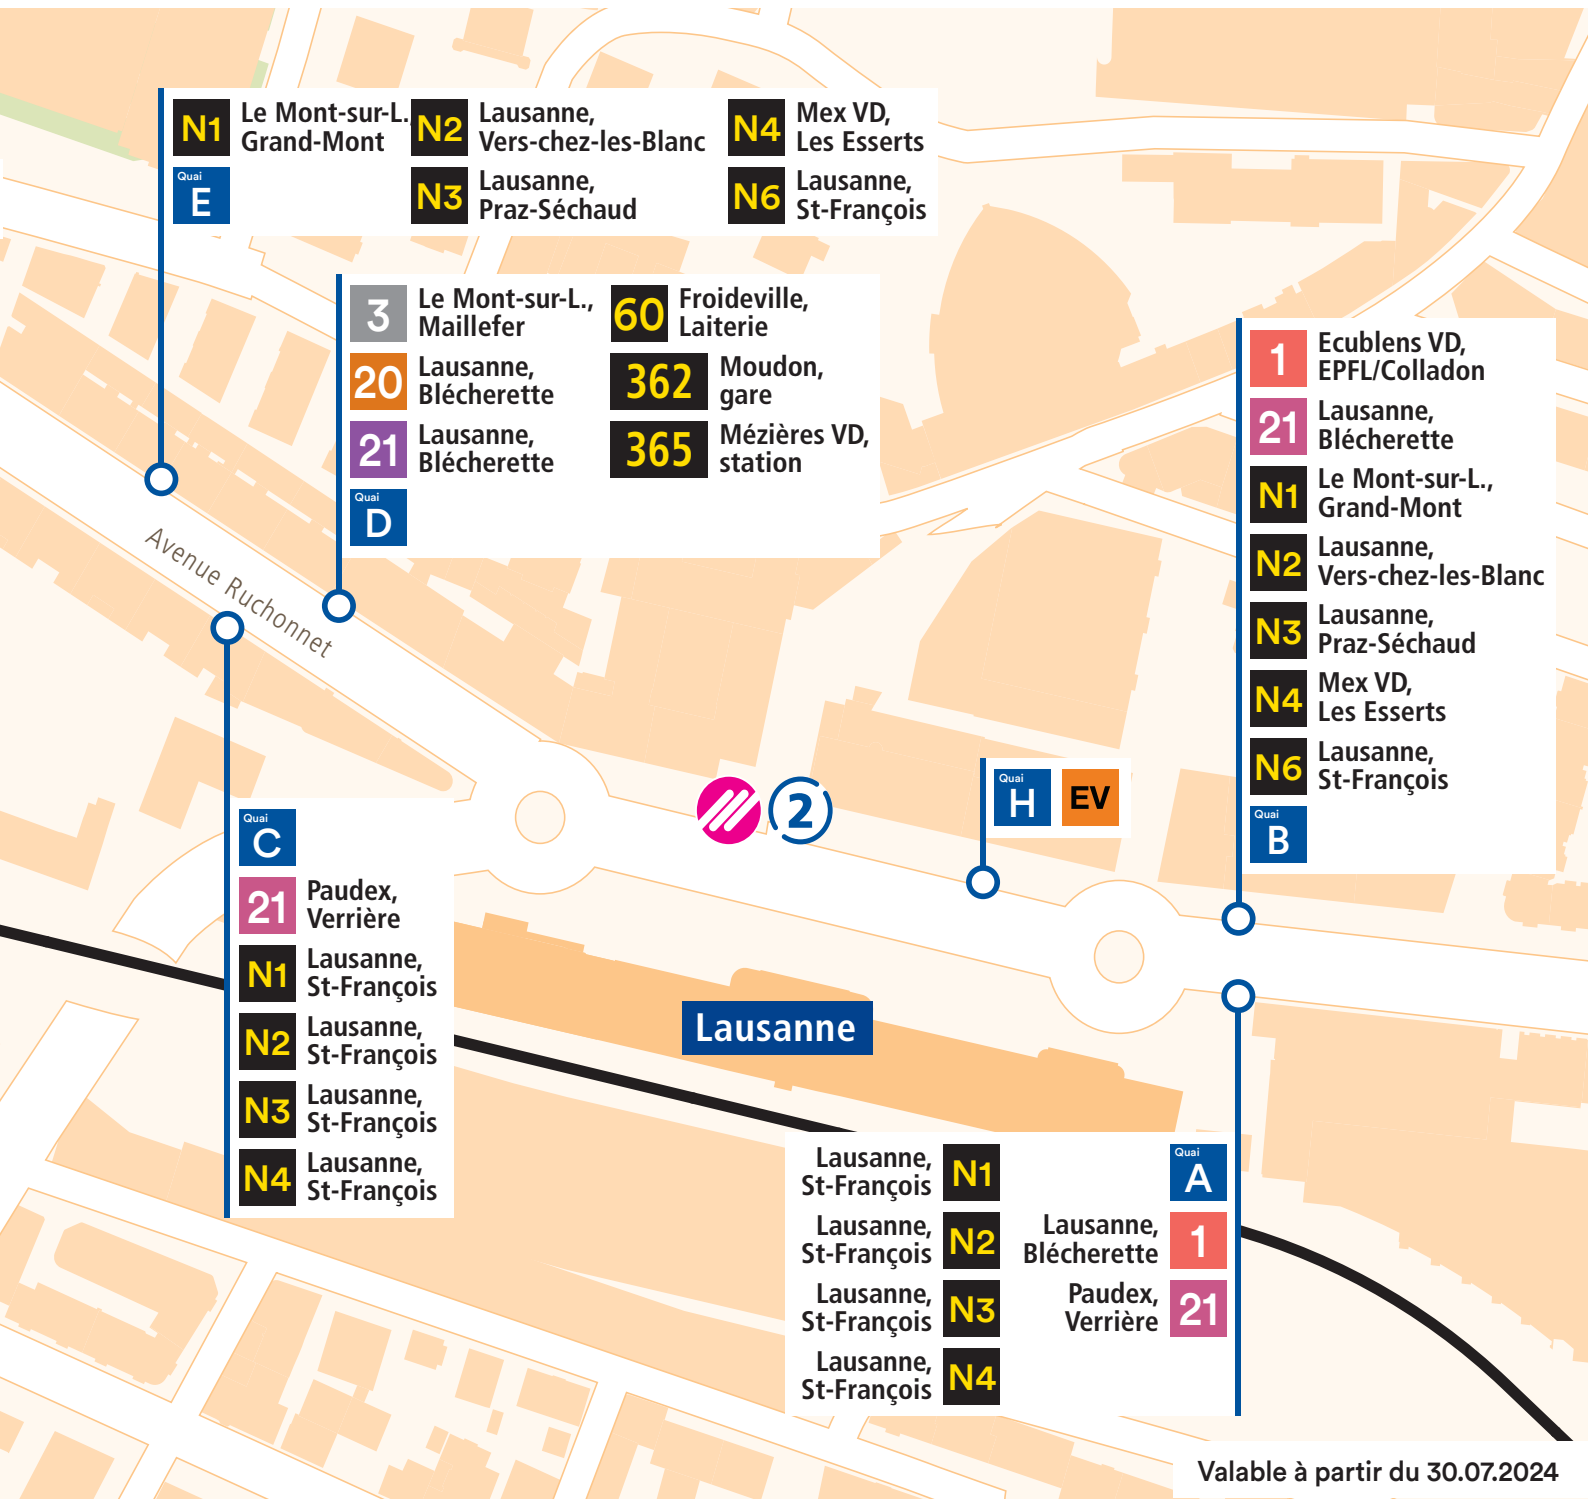 N1
Le Mont-sur-L.,
Grand-Mont
N2
Lausanne,
Vers-chez-les-Blanc
N4
Mex VD,
Les Esserts
Quai
E
N3
Lausanne,
Praz-Séchaud
N6
Lausanne,
St-François
3
Le Mont-sur-L.,
Maillefer
60
Froideville,
Laiterie
20
Lausanne,
Blécherette
362
Moudon,
gare
21
Lausanne,
Blécherette
365
Mézières VD,
station
Quai
D
1
Ecublens VD,
EPFL/Colladon
21
Lausanne,
Blécherette
N1
Le Mont-sur-L.,
Grand-Mont
N2
Lausanne,
Vers-chez-les-Blanc
N3
Lausanne,
Praz-Séchaud
N4
Mex VD,
Les Esserts
N6
Lausanne,
St-François
Quai
B
Avenue Ruchonnet
2
Quai
H
EV
Quai
C
21
Paudex,
Verrière
N1
Lausanne,
St-François
N2
Lausanne,
St-François
N3
Lausanne,
St-François
N4
Lausanne,
St-François
Lausanne
Lausanne,
St-François
N1
Quai
A
Lausanne,
St-François
N2
Lausanne,
Blécherette
1
Lausanne,
St-François
N3
Paudex,
Verrière
21
Lausanne,
St-François
N4
Valable à partir du 30.07.2024